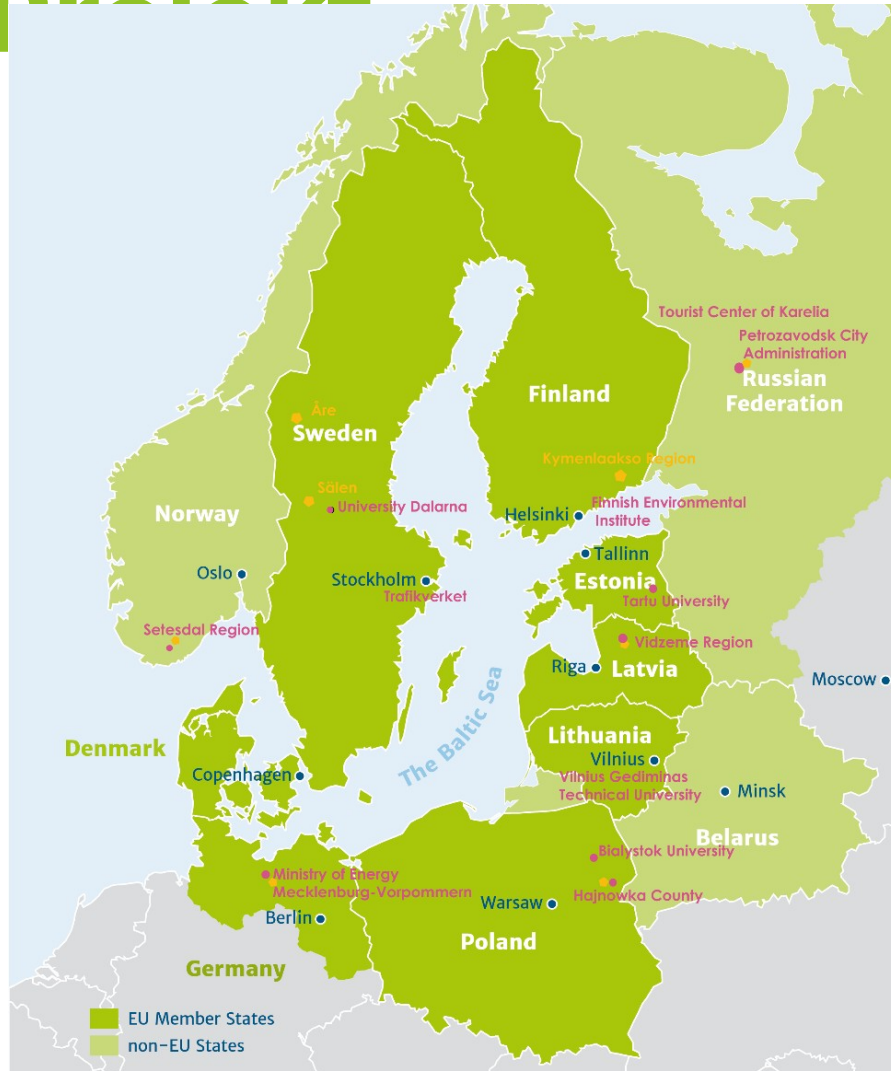 Tourist Center of Karelia
Petrozavodsk City
Administration
Russian
Federation
Finland
Åre
Sweden
Kymenlaakso Region
Sälen
University Dalarna
Finnish Environmental
Institute
Helsinki
Norway
Tallinn
Oslo
Stockholm
Estonia
Trafikverket
Tartu University
Setesdal Region
Vidzeme Region
Riga
Latvia
Moscow
The Baltic Sea
Lithuania
Denmark
Vilnius
Copenhagen
Vilnius Gediminas
Technical University
Minsk
Belarus
Bialystok University
Ministry of Energy
Mecklenburg-Vorpommern
Hajnowka County
Warsaw
Berlin
Poland
Germany
EU Member States
non-EU States